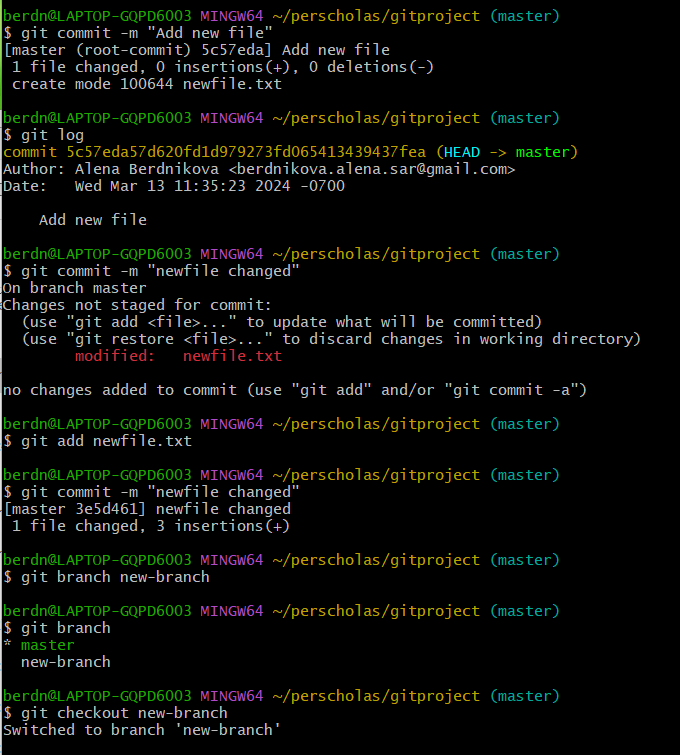 berdn@LAPTOP-GQPD6003 MINGW64 ~/perscholas/gitproject (master)
$ git commit -m "Add new file"
[master (root-commit) 5c57eda] Add new file
 1 file changed, 0 insertions(+), 0 deletions(-)
 create mode 100644 newfile.txt

berdn@LAPTOP-GQPD6003 MINGW64 ~/perscholas/gitproject (master)
$ git log
commit 5c57eda57d620fd1d979273fd065413439437fea (HEAD -> master)
Author: Alena Berdnikova <berdnikova.alena.sar@gmail.com>
Date:   Wed Mar 13 11:35:23 2024 -0700

    Add new file

berdn@LAPTOP-GQPD6003 MINGW64 ~/perscholas/gitproject (master)
$ git commit -m "newfile changed"
On branch master
Changes not staged for commit:
  (use "git add <file>..." to update what will be committed)
  (use "git restore <file>..." to discard changes in working directory)
        modified:   newfile.txt

no changes added to commit (use "git add" and/or "git commit -a")

berdn@LAPTOP-GQPD6003 MINGW64 ~/perscholas/gitproject (master)
$ git add newfile.txt

berdn@LAPTOP-GQPD6003 MINGW64 ~/perscholas/gitproject (master)
$ git commit -m "newfile changed"
[master 3e5d461] newfile changed
 1 file changed, 3 insertions(+)

berdn@LAPTOP-GQPD6003 MINGW64 ~/perscholas/gitproject (master)
$ git branch new-branch

berdn@LAPTOP-GQPD6003 MINGW64 ~/perscholas/gitproject (master)
$ git branch
* master
  new-branch

berdn@LAPTOP-GQPD6003 MINGW64 ~/perscholas/gitproject (master)
$ git checkout new-branch
Switched to branch 'new-branch'